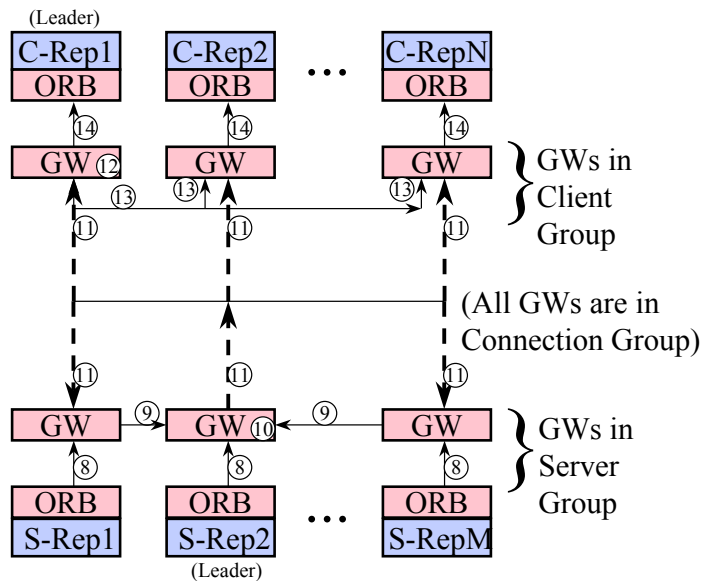 (Leader)
C-Rep1 C-Rep2 ... C-RepN
ORB ORB ORB
14 14 14
GW 12 GW GW
GWs in
Client
Group
13 13 13
11 11 11
(All GWs are in
Connection Group)
11 11 11
9 9
GW GW 10 GW
GWs in
Server
Group
8 8 8
ORB ORB ORB
S-Rep1 S-Rep2 ... S-RepM
(Leader)